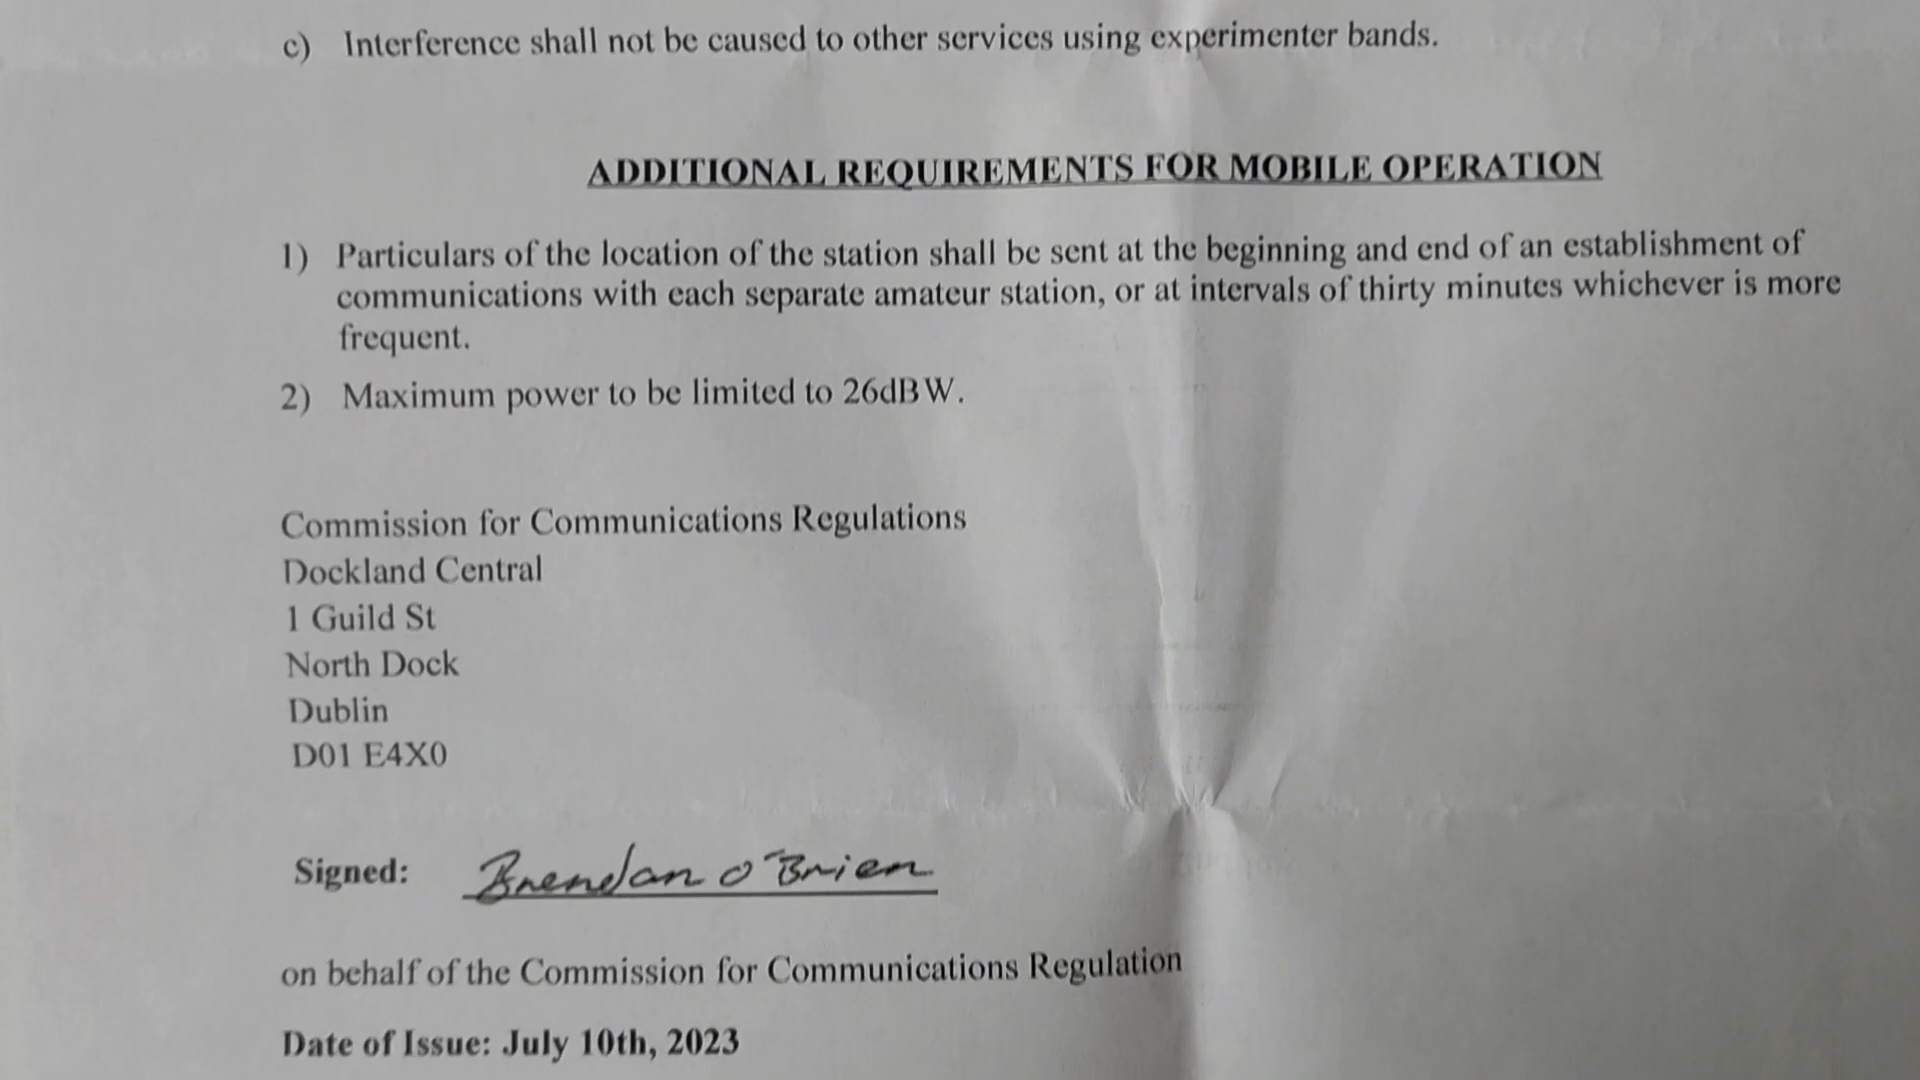 c) Interference shall not be caused to other services using experimenter bands.
ADDITIONAL REQUIREMENTS FOR MOBILE OPERATION
1) Particulars of the location of the station shall be sent at the beginning and end of an establishment of
communications with each separate amateur station, or at intervals of thirty minutes whichever is more
frequent.
2) Maximum power to be limited to 26dBW.
Commission for Communications Regulations
Dockland Central
1 Guild St
North Dock
Dublin
D01 E4X0
Signed: Brendan O'Brien
on behalf of the Commission for Communications Regulation
Date of Issue: July 10th, 2023